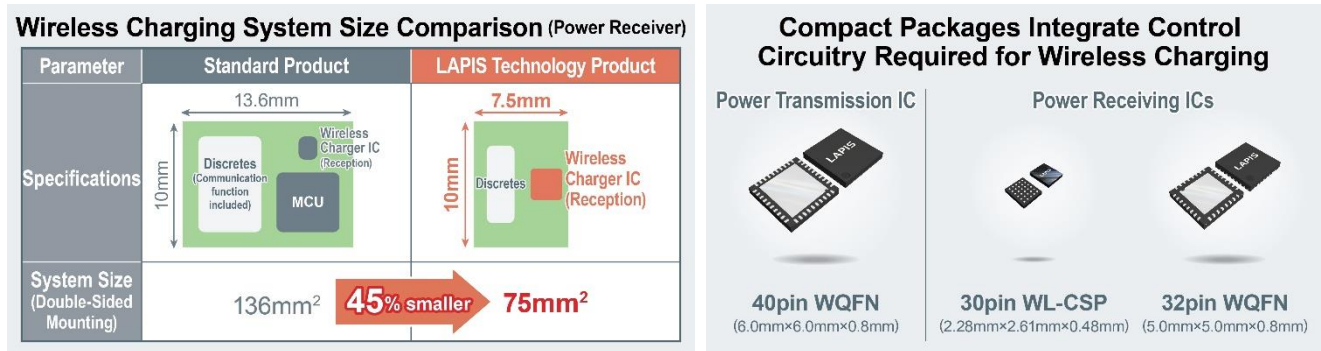 Wireless Charging System Size Comparison (Power Receiver)
Parameter
Standard Product
LAPIS Technology Product
Specifications
13.6mm
10mm
Discretes
(Communication
function
included)
Wireless
Charger IC
(Reception)
MCU
7.5mm
10mm
Discretes
Wireless
Charger IC
(Reception)
System Size
(Double-Sided
Mounting)
136mm²
45% smaller
75mm²
Compact Packages Integrate Control
Circuitry Required for Wireless Charging
Power Transmission IC
Power Receiving ICs
LAPIS
LAPIS
40pin WQFN
(6.0mm×6.0mm×0.8mm)
30pin WL-CSP
(2.28mm×2.61mm×0.48mm)
32pin WQFN
(5.0mm×5.0mm×0.8mm)